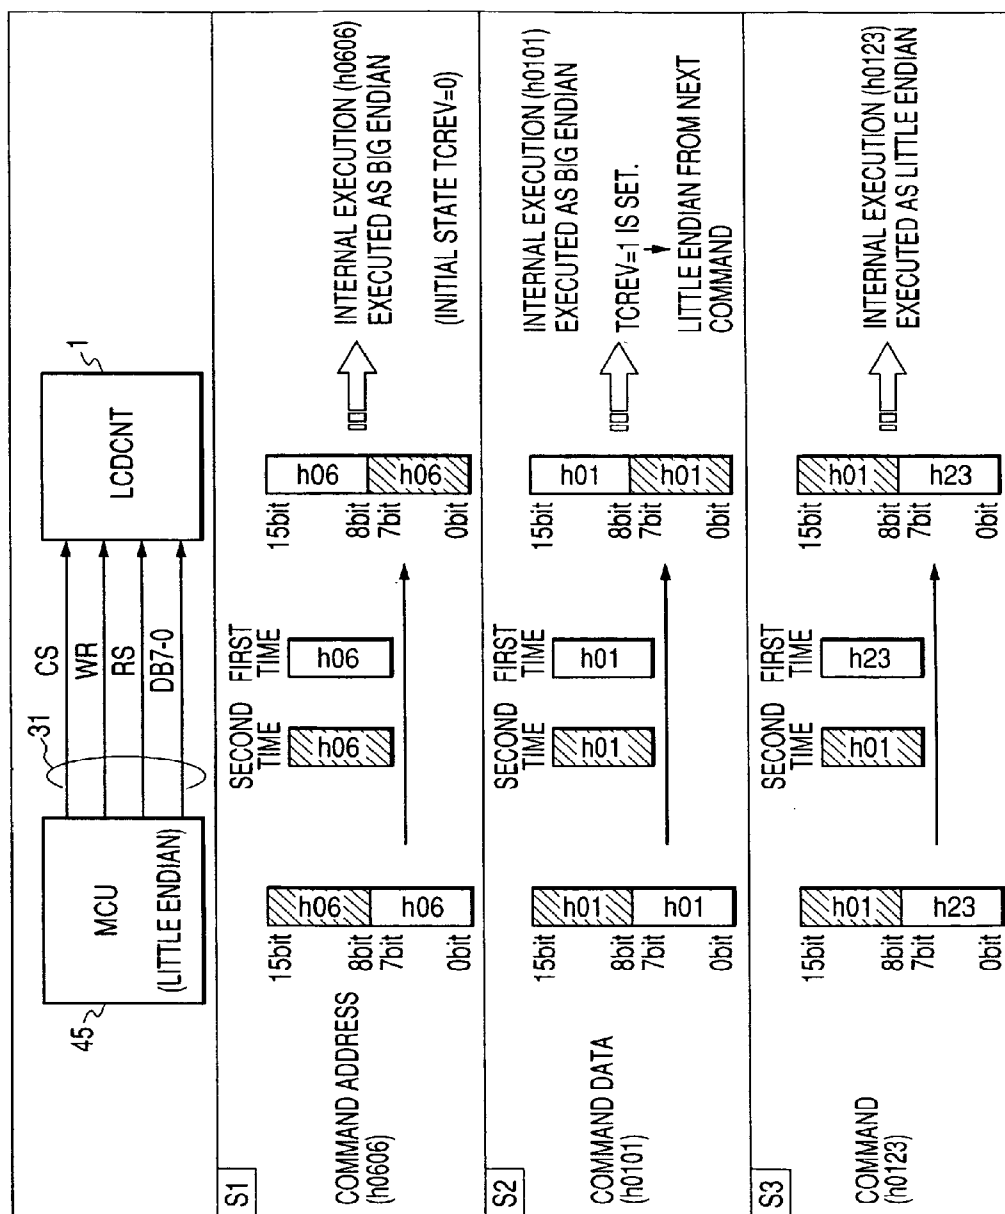 MCU
(LITTLE ENDIAN)
45
31
CS
WR
RS
DB7-0
LCDCNT
1
S1
COMMAND ADDRESS
(h0606)
15bit
8bit
7bit
0bit
h06
h06
SECOND
TIME
h06
FIRST
TIME
h06
15bit
8bit
7bit
0bit
h06
h06
INTERNAL EXECUTION (h0606)
EXECUTED AS BIG ENDIAN
(INITIAL STATE TCREV=0)
S2
COMMAND DATA
(h0101)
15bit
8bit
7bit
0bit
h01
h01
SECOND
TIME
h01
FIRST
TIME
h01
15bit
8bit
7bit
0bit
h01
h01
INTERNAL EXECUTION (h0101)
EXECUTED AS BIG ENDIAN
TCREV=1 IS SET.
LITTLE ENDIAN FROM NEXT
COMMAND
S3
COMMAND
(h0123)
15bit
8bit
7bit
0bit
h01
h23
SECOND
TIME
h01
FIRST
TIME
h23
15bit
8bit
7bit
0bit
h01
h23
INTERNAL EXECUTION (h0123)
EXECUTED AS LITTLE ENDIAN